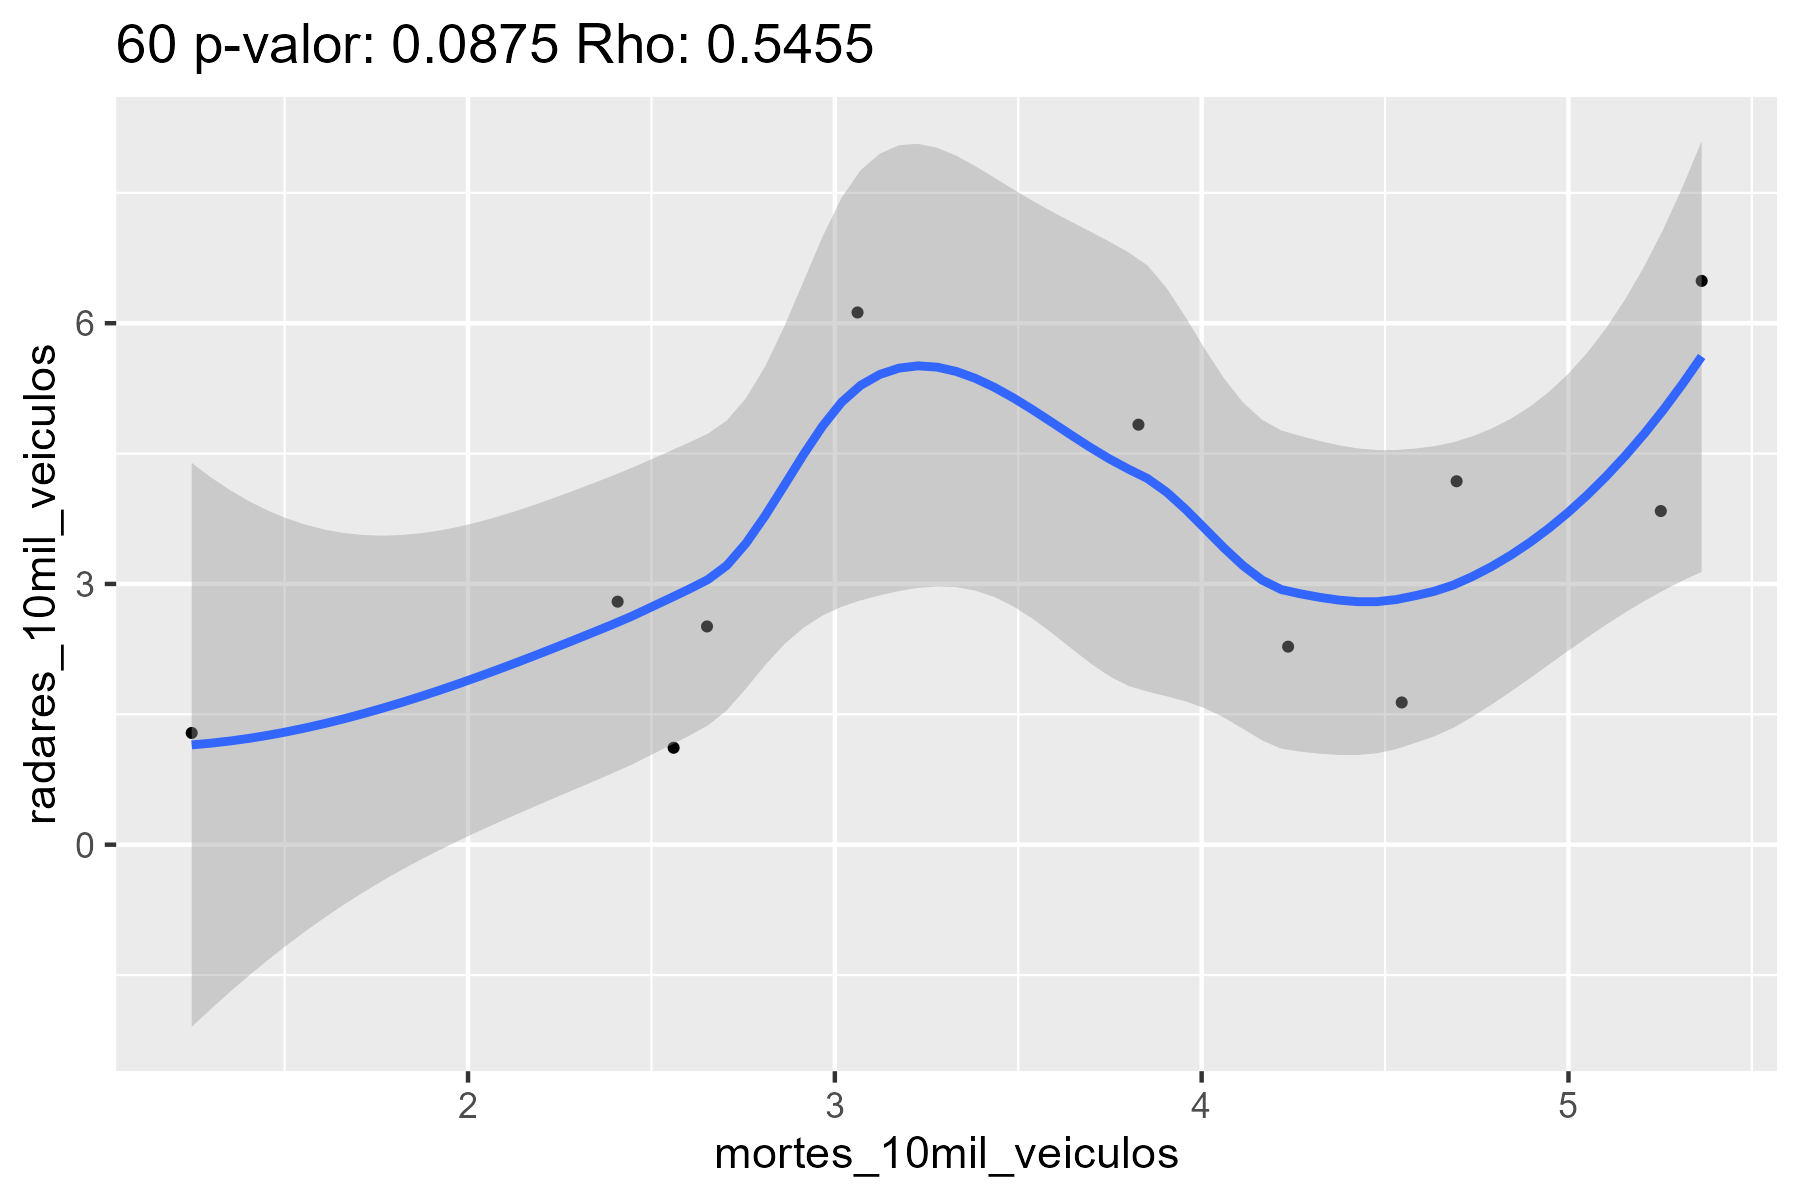 60 p-valor: 0.0875 Rho: 0.5455
radares_10mil_veiculos
6
3
0
2 3 4 5
mortes_10mil_veiculos